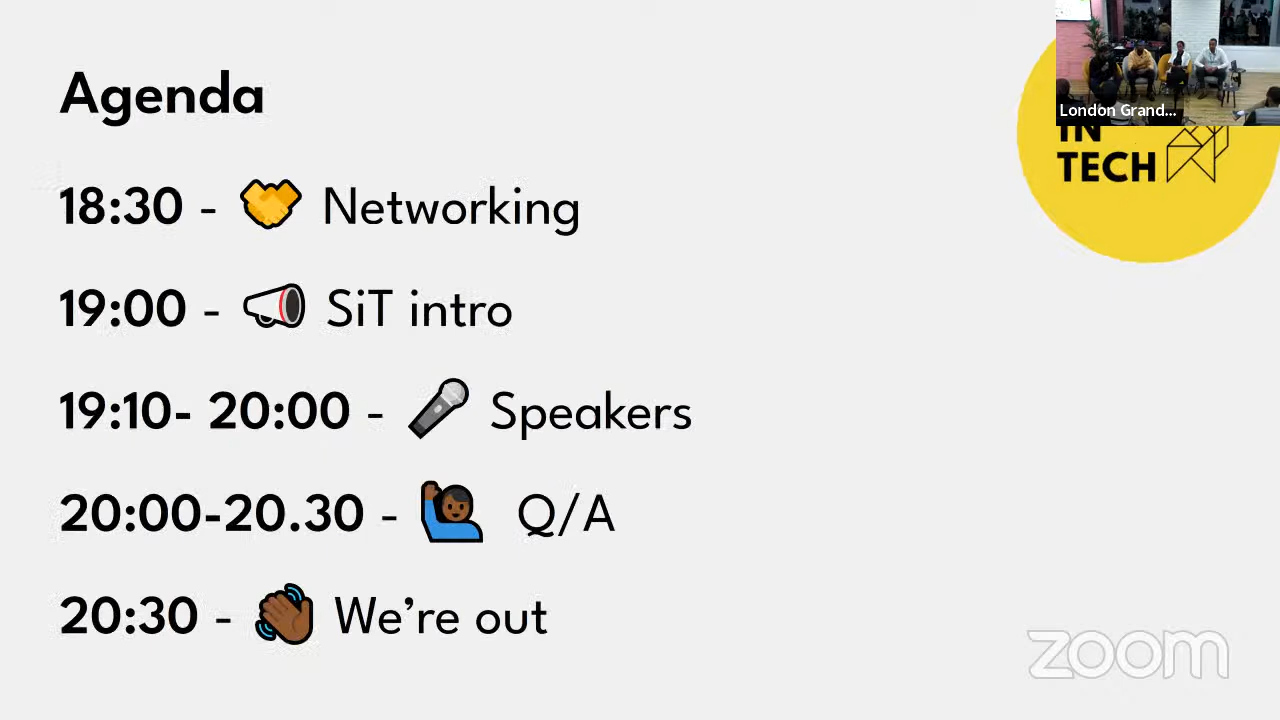 Agenda
18:30 - Networking
19:00 - SiT intro
19:10- 20:00 - Speakers
20:00-20.30 - Q/A
20:30 - We’re out
London Grand...
IN
TECH
zoom